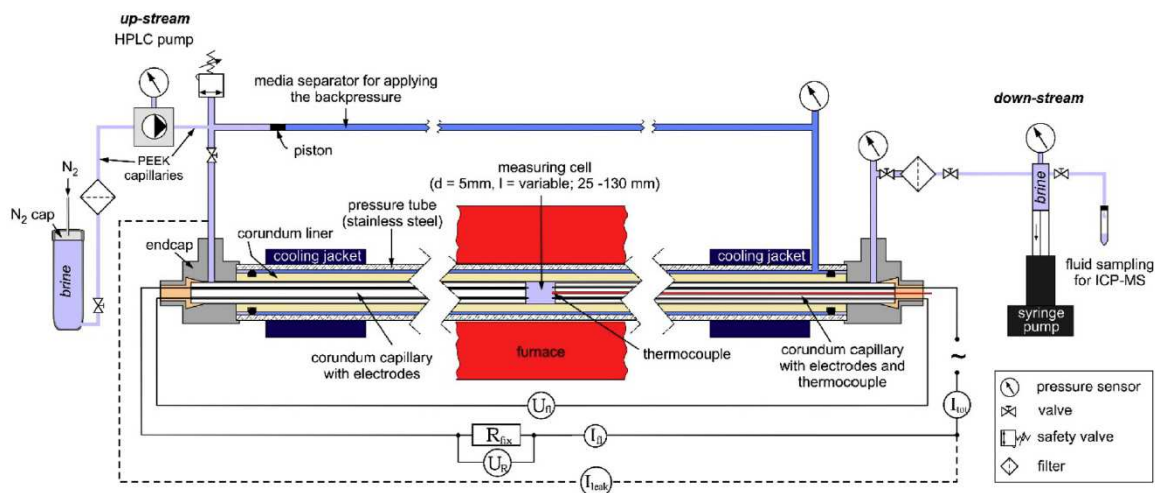 up-stream
HPLC pump
media separator for applying
the backpressure
down-stream
piston
PEEK
capillaries
N2
N2 cap
brine
measuring cell
(d = 5mm, l = variable; 25 -130 mm)
pressure tube
(stainless steel)
corundum liner
endcap
cooling jacket
cooling jacket
brine
fluid sampling
for ICP-MS
syringe
pump
corundum capillary
with electrodes
furnace
thermocouple
corundum capillary
with electrodes and
thermocouple
~
Ufl
Itot
Rfix
Ifl
UR
Ileak
pressure sensor
valve
safety valve
filter